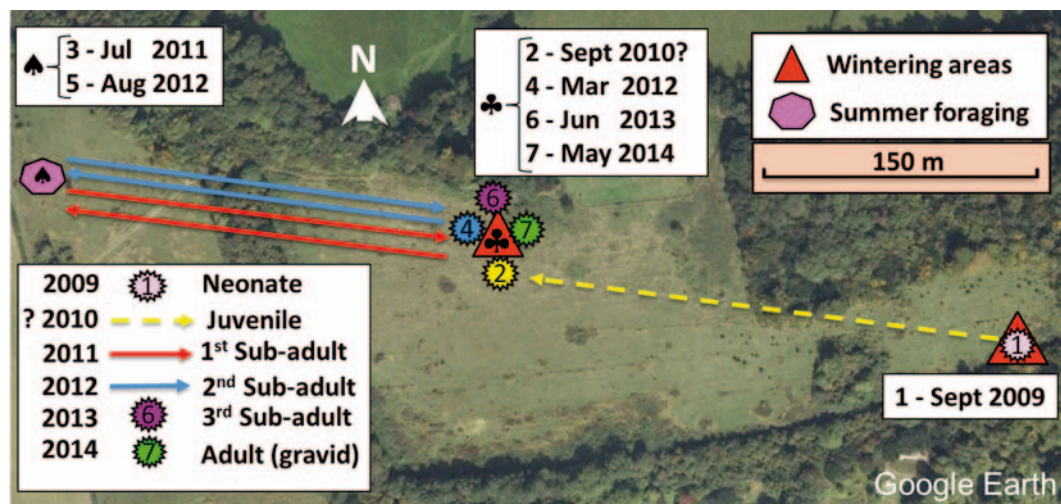 3 - Jul 2011
5 - Aug 2012
N
2 - Sept 2010?
4 - Mar 2012
6 - Jun 2013
7 - May 2014
Wintering areas
Summer foraging
150 m
6
4
7
2
1
1 - Sept 2009
2009 1 Neonate
? 2010 Juvenile
2011 1st Sub-adult
2012 2nd Sub-adult
2013 6 3rd Sub-adult
2014 7 Adult (gravid)
Google Earth